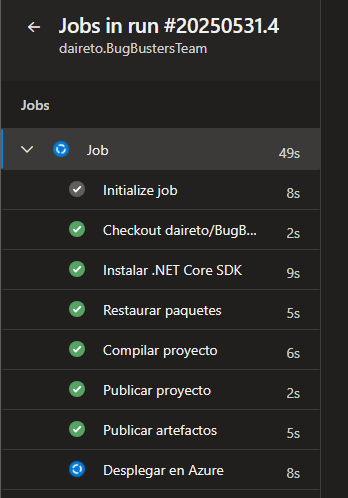 Jobs in run #20250531.4
daireto.BugBustersTeam
Jobs
Job 49s
Initialize job 8s
Checkout daireto/BugB... 2s
Instalar .NET Core SDK 9s
Restaurar paquetes 5s
Compilar proyecto 6s
Publicar proyecto 2s
Publicar artefactos 5s
Desplegar en Azure 8s